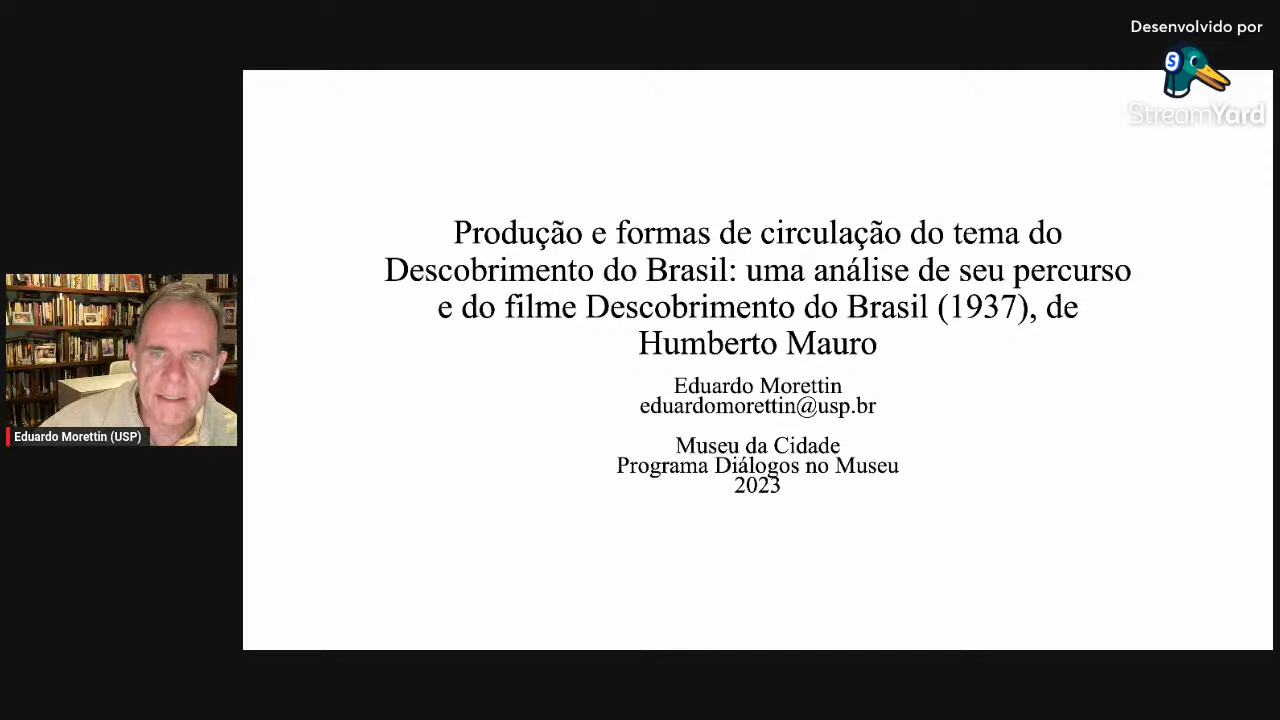 Desenvolvido por
S
StreamYard
Produção e formas de circulação do tema do
Descobrimento do Brasil: uma análise de seu percurso
e do filme Descobrimento do Brasil (1937), de
Humberto Mauro
Eduardo Morettin
eduardomorettin@usp.br
Museu da Cidade
Programa Diálogos no Museu
2023
Eduardo Morettin (USP)